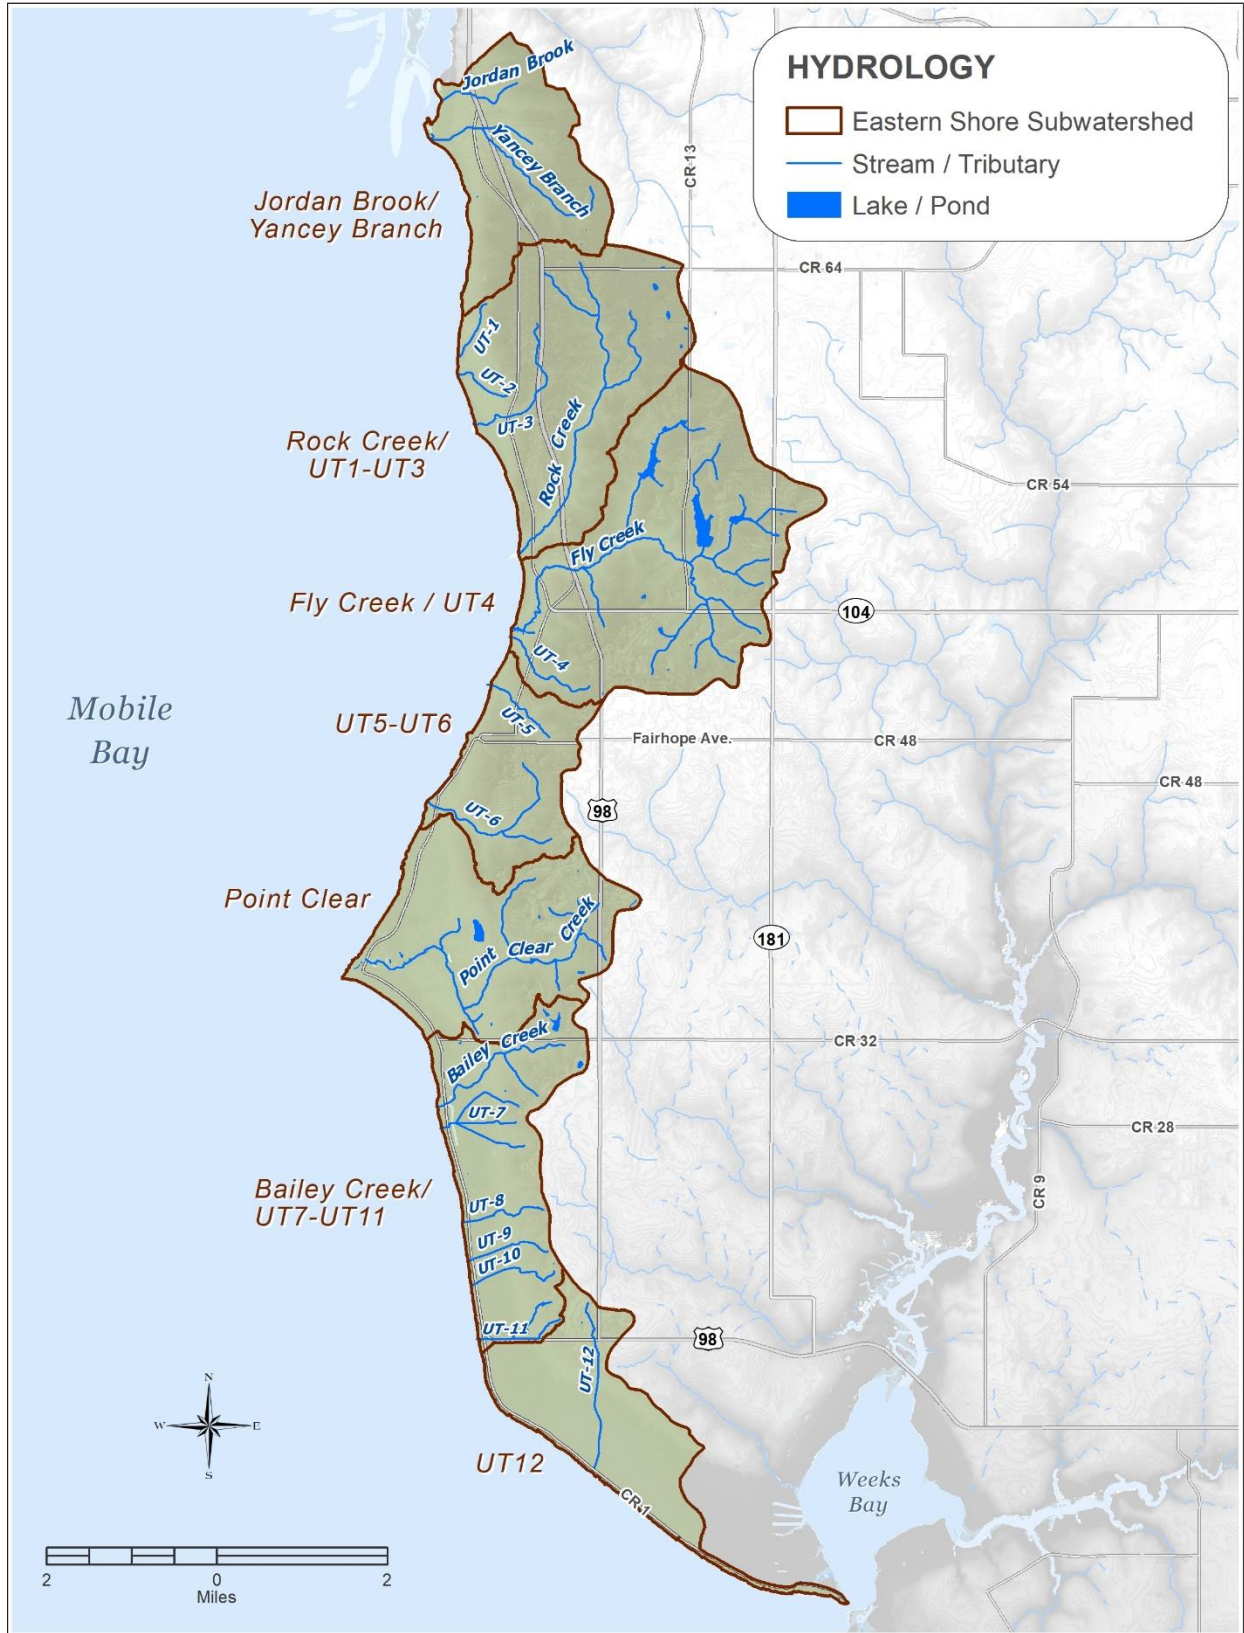 HYDROLOGY
Eastern Shore Subwatershed
Stream / Tributary
Lake / Pond
Jordan Brook
Yancey Branch
CR 13
Jordan Brook/
Yancey Branch
CR 64
UT-1
UT-2
UT-3
Rock Creek
Rock Creek/
UT1-UT3
CR 54
Fly Creek
Fly Creek / UT4
104
UT-4
Mobile
Bay
UT5-UT6
UT-5
Fairhope Ave.
CR 48
CR 48
UT-6
98
Point Clear
Point Clear Creek
181
Bailey Creek
CR 32
UT-7
CR 28
Bailey Creek/
UT7-UT11
CR 9
UT-8
UT-9
UT-10
UT-11
98
UT-12
N
W
E
S
UT12
Weeks
Bay
CR 1
2
0
2
Miles